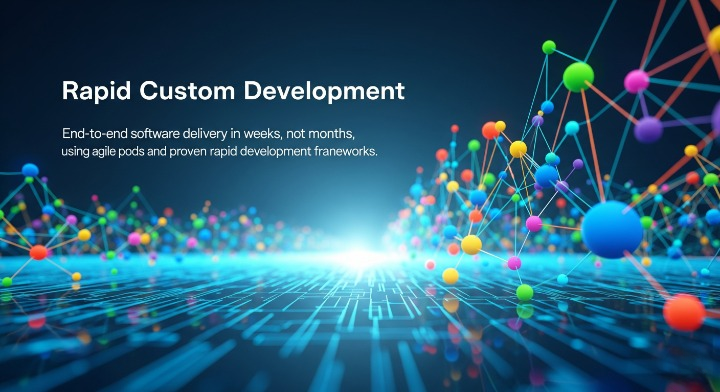 Rapid Custom Development
End-to-end software delivery in weeks, not months,
using agile pods and proven rapid development franeworks.